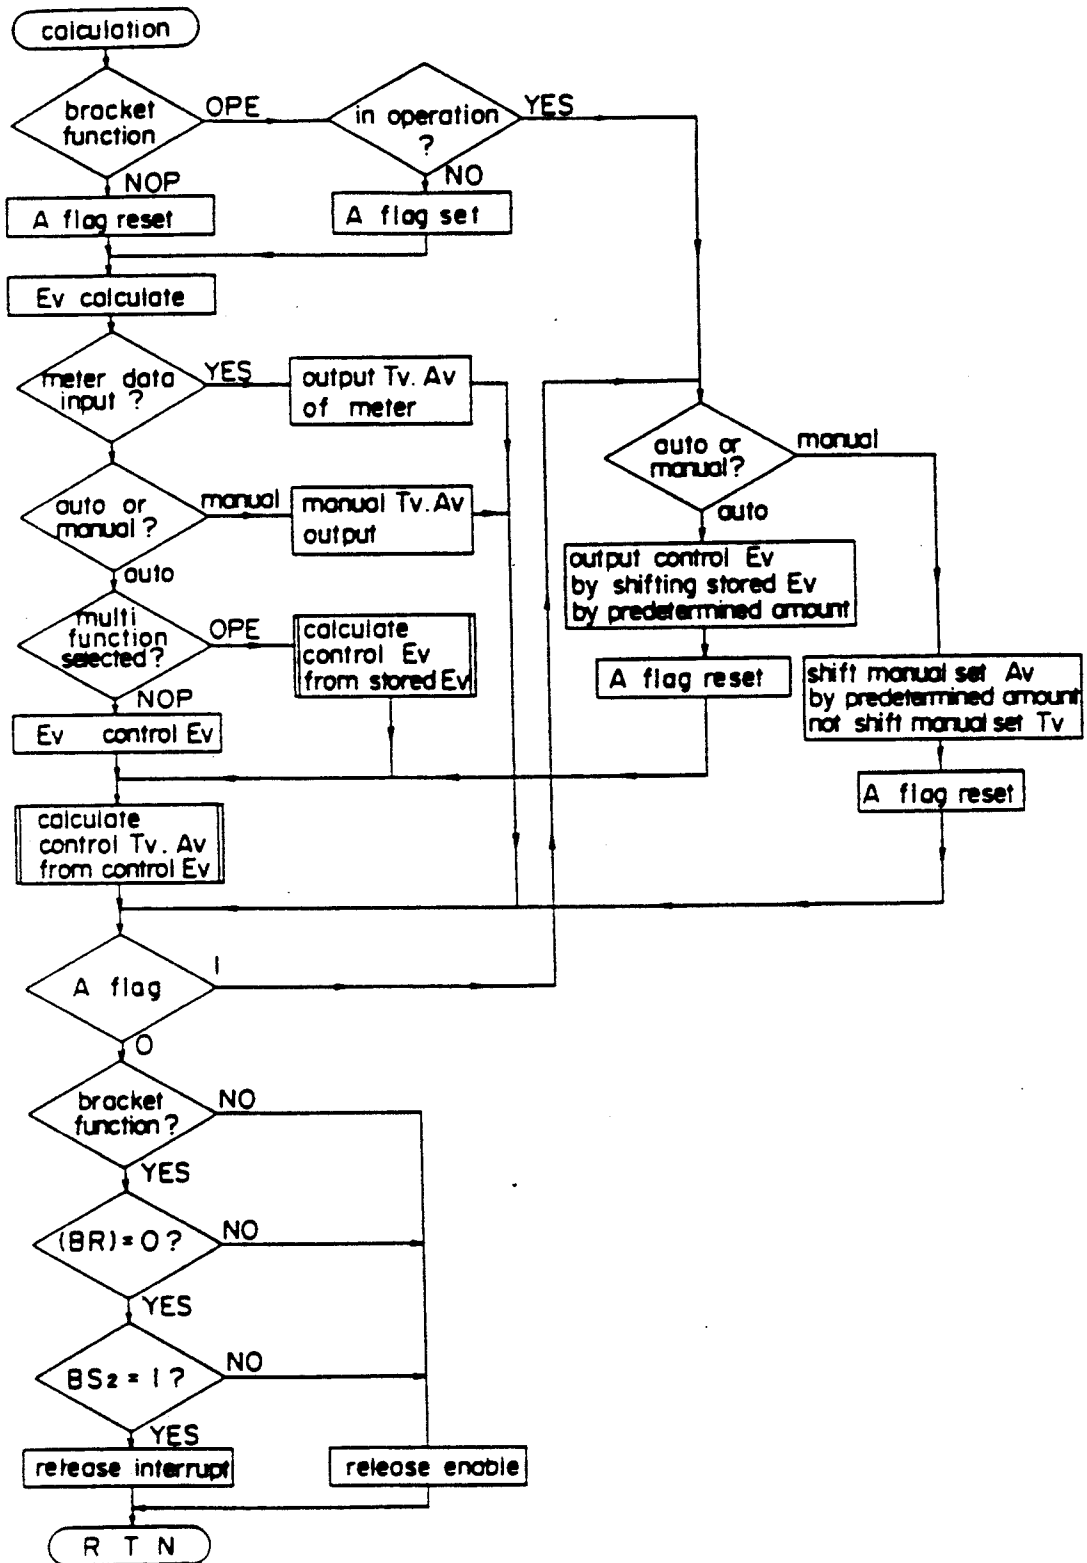 calculation
bracket
function
OPE
NOP
in operation
?
YES
NO
A flag reset
A flag set
Ev calculate
meter data
input ?
YES
output Tv. Av
of meter
auto or
manual ?
manual
auto
manual Tv. Av
output
multi
function
selected?
OPE
NOP
calculate
control Ev
from stored Ev
Ev control Ev
calculate
control Tv. Av
from control Ev
auto or
manual?
manual
auto
output control Ev
by shifting stored Ev
by predetermined amount
A flag reset
shift manual set Av
by predetermined amount
not shift manual set Tv
A flag reset
A flag
1
0
bracket
function ?
NO
YES
(BR) = 0 ?
NO
YES
BS2 = 1 ?
NO
YES
release interrupt
release enable
R T N